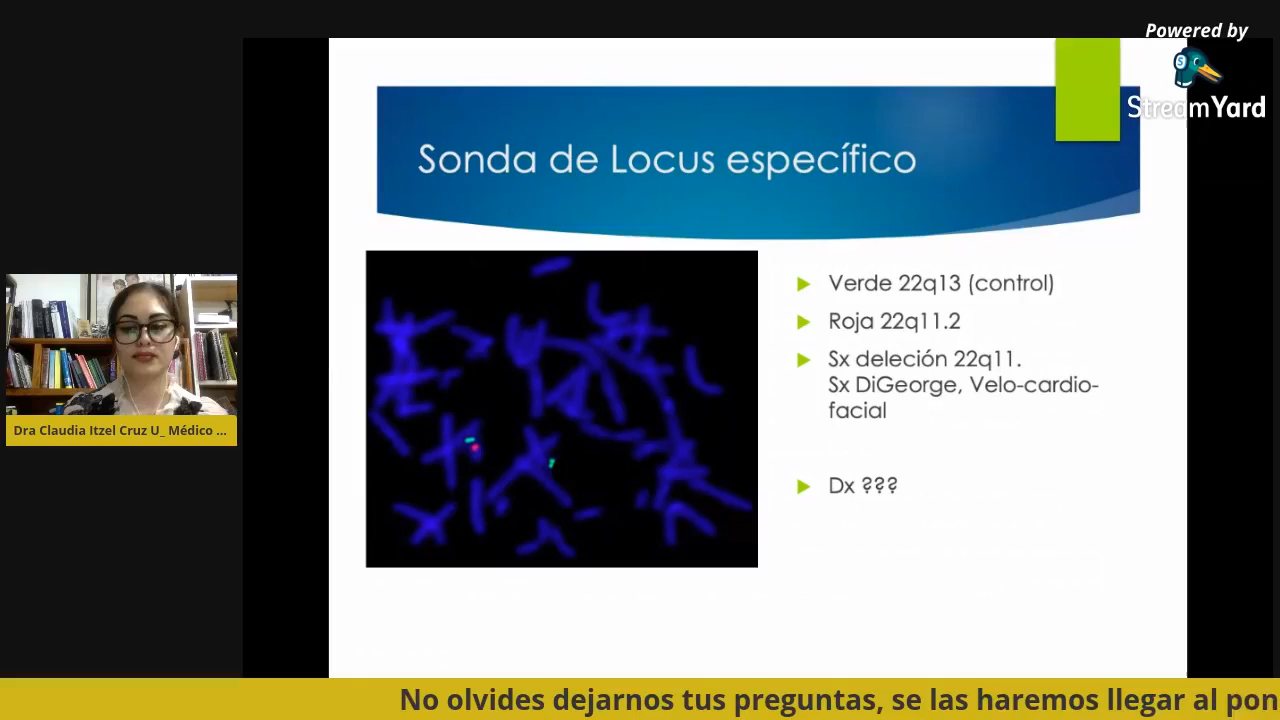 Powered by
StreamYard
Sonda de Locus específico
Verde 22q13 (control)
Roja 22q11.2
Sx deleción 22q11.
Sx DiGeorge, Velo-cardio-
facial
Dx ???
Dra Claudia Itzel Cruz U_ Médico ...
No olvides dejarnos tus preguntas, se las haremos llegar al pon